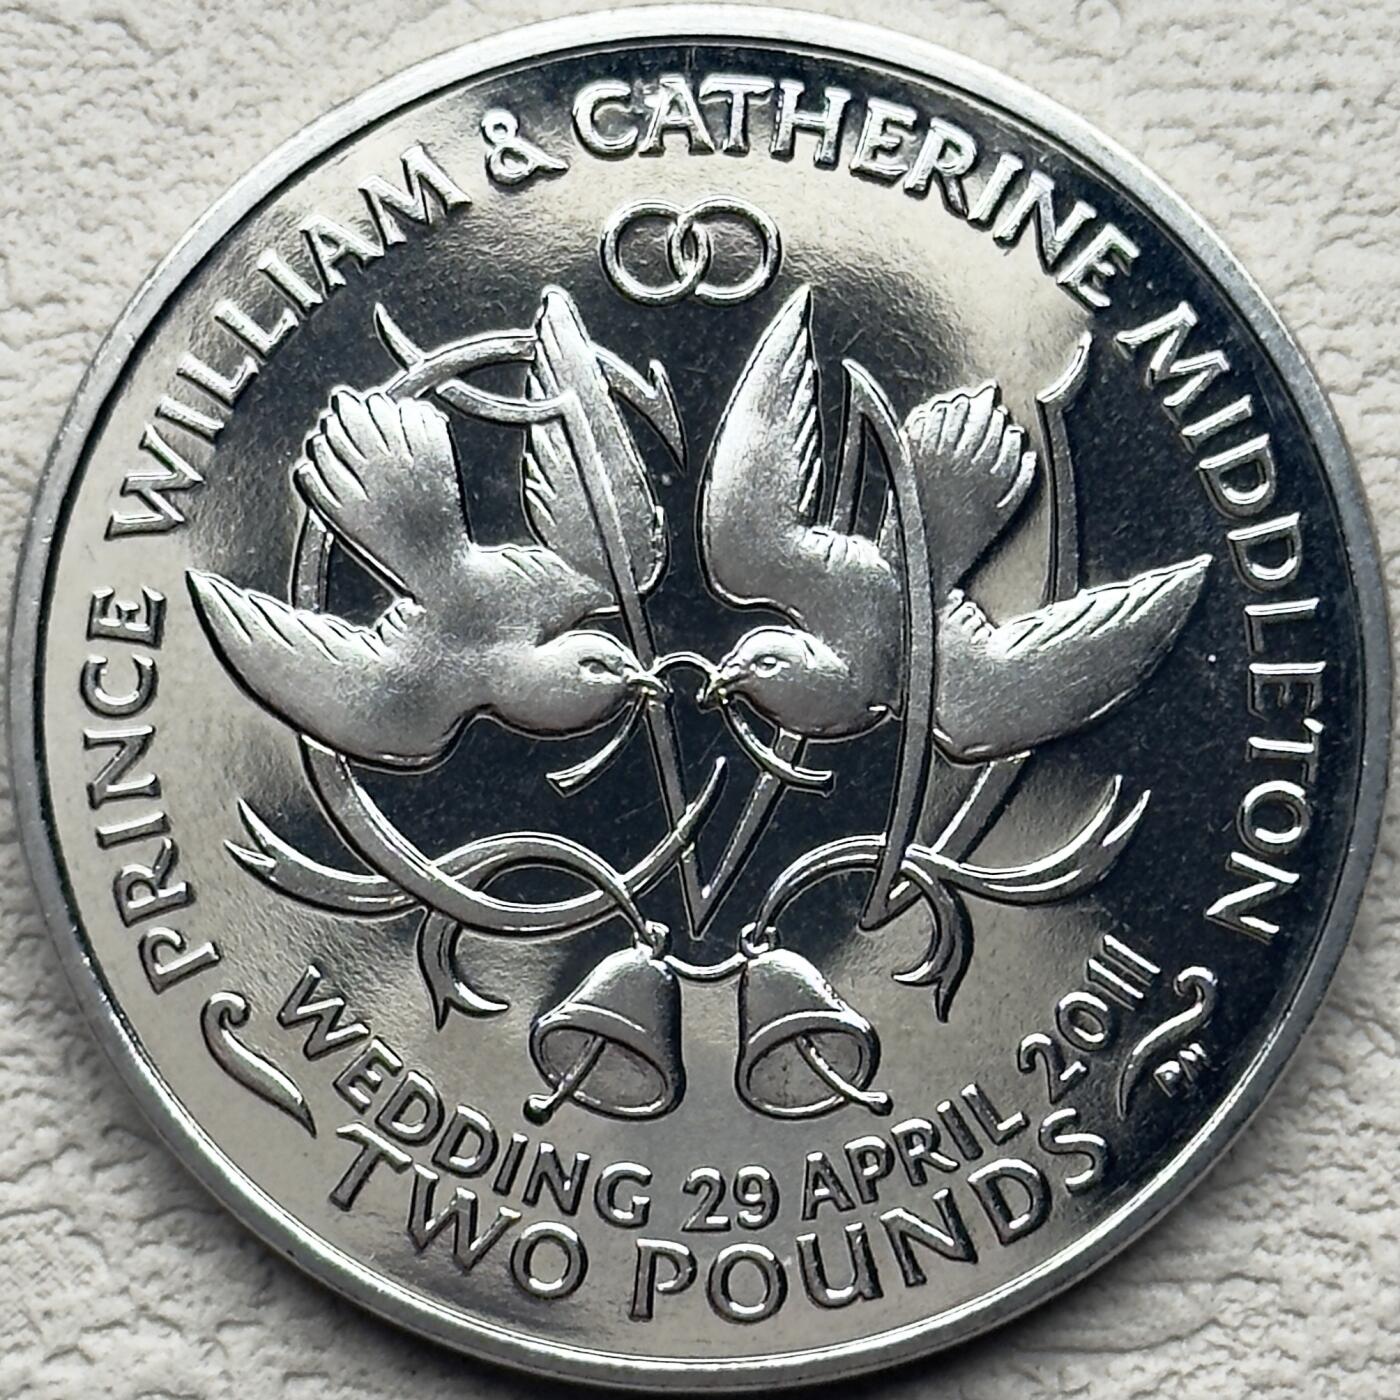 PRINCE WILLIAM & CATHERINE MIDDLETON
WEDDING 29 APRIL 2011
TWO POUNDS
PM